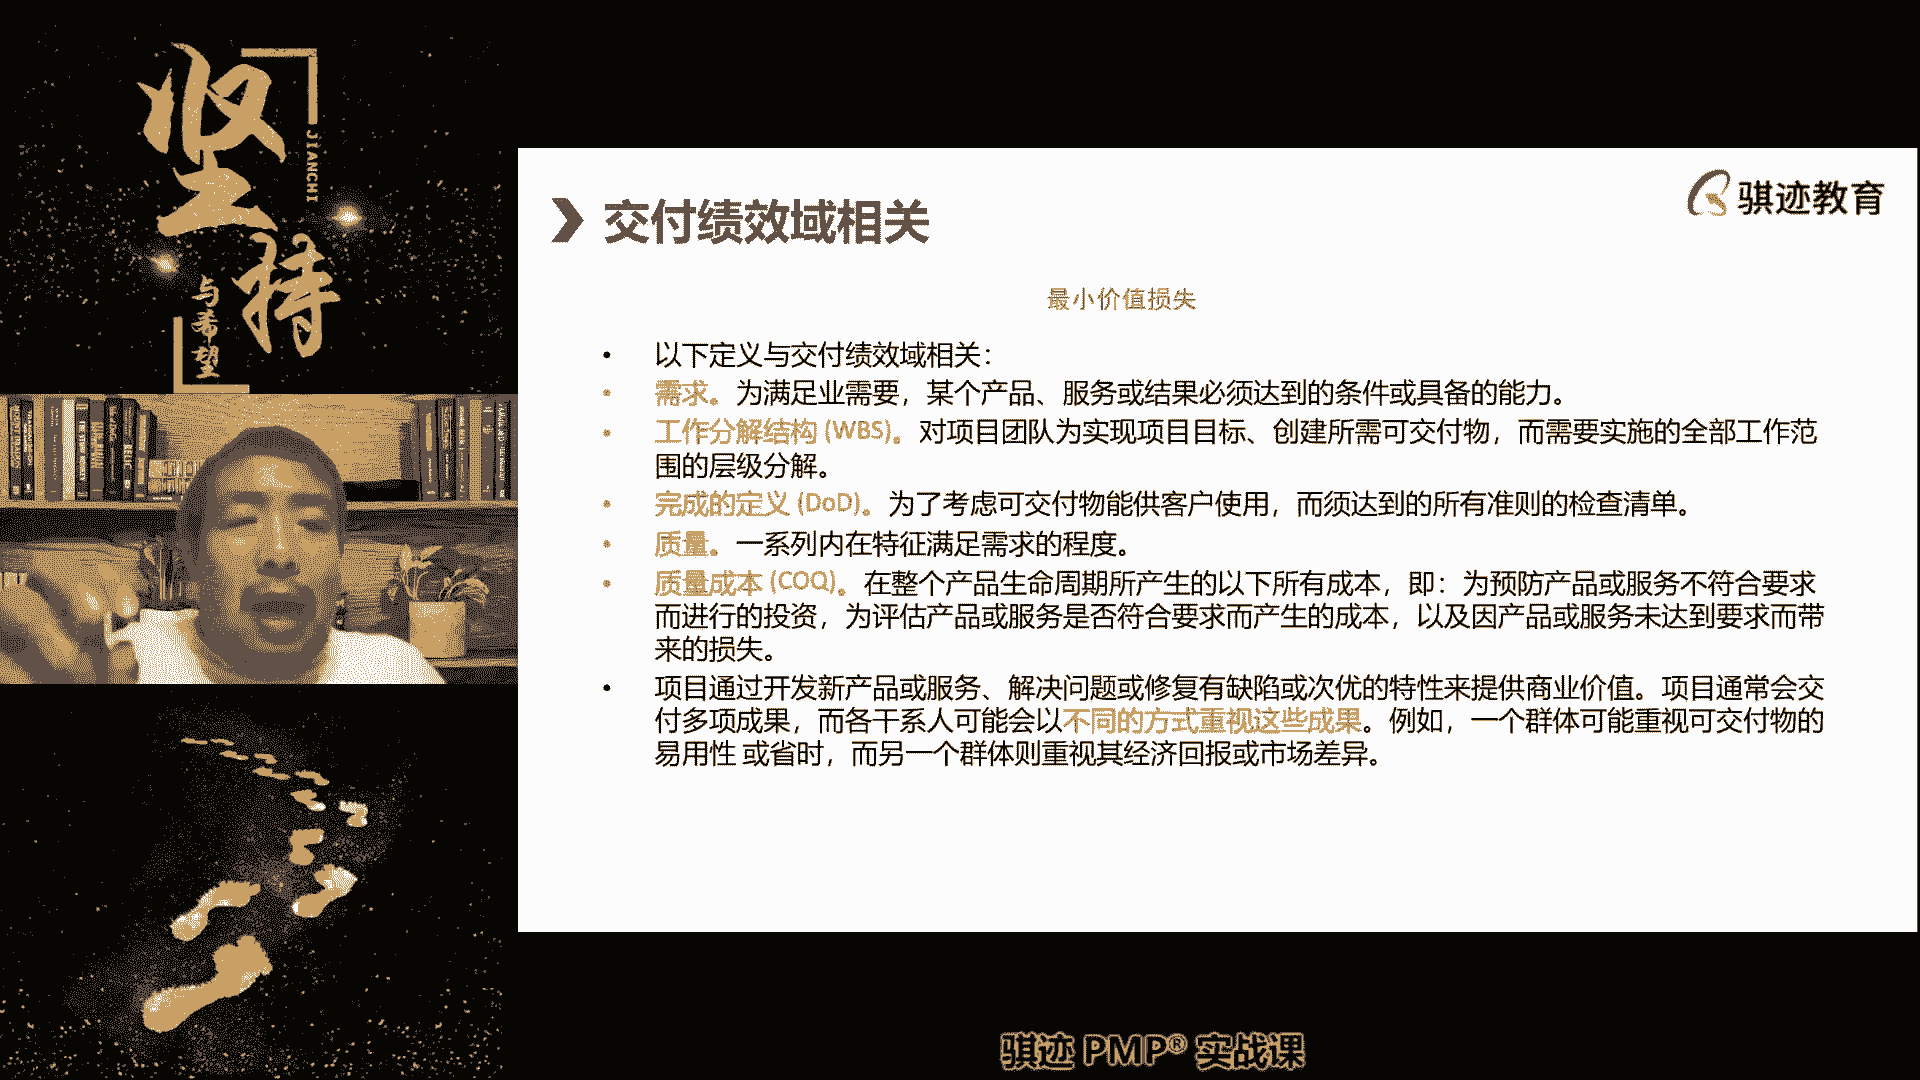 坚持
JIANCHI
与希望
骐迹教育
交付绩效域相关
最小价值损失
• 以下定义与交付绩效域相关：
• 需求。为满足业需要，某个产品、服务或结果必须达到的条件或具备的能力。
• 工作分解结构 (WBS)。对项目团队为实现项目目标、创建所需可交付物，而需要实施的全部工作范
围的层级分解。
• 完成的定义 (DoD)。为了考虑可交付物能供客户使用，而须达到的所有准则的检查清单。
• 质量。一系列内在特征满足需求的程度。
• 质量成本 (COQ)。在整个产品生命周期所产生的以下所有成本，即：为预防产品或服务不符合要求
而进行的投资，为评估产品或服务是否符合要求而产生的成本，以及因产品或服务未达到要求而带
来的损失。
• 项目通过开发新产品或服务、解决问题或修复有缺陷或次优的特性来提供商业价值。项目通常会交
付多项成果，而各干系人可能会以不同的方式重视这些成果。例如，一个群体可能重视可交付物的
易用性 或省时，而另一个群体则重视其经济回报或市场差异。
骐迹 PMP® 实战课